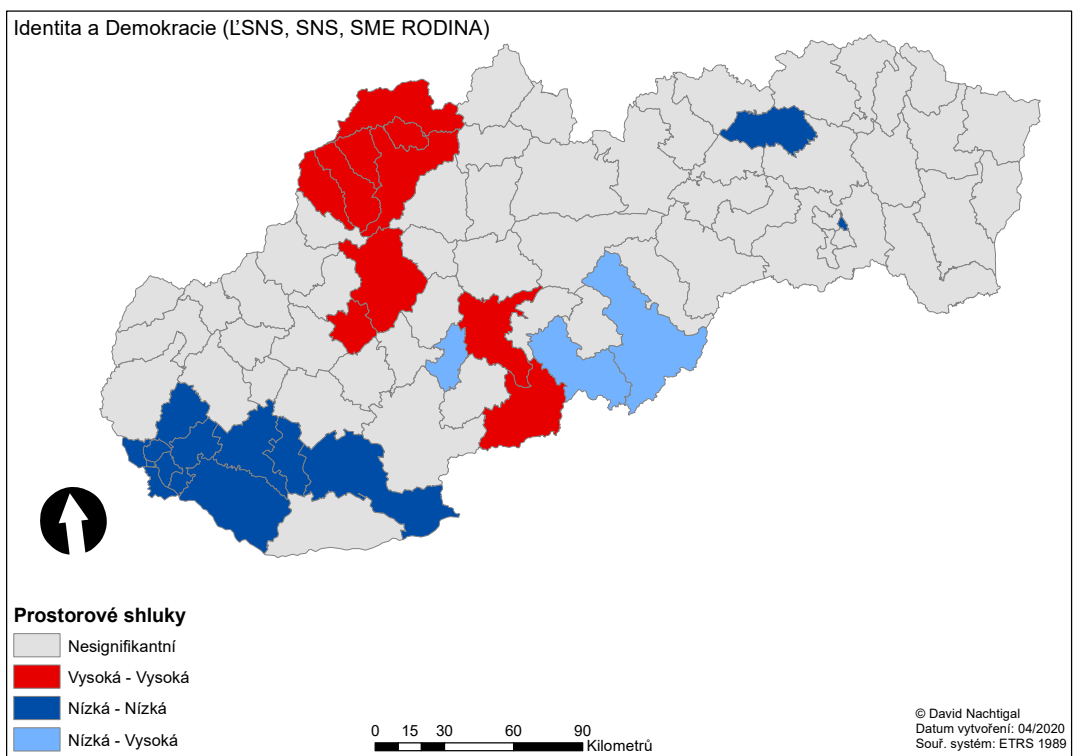 Identita a Demokracie (ĽSNS, SNS, SME RODINA)
Prostorové shluky
Nesignifikantní
Vysoká - Vysoká
Nízká - Nízká
Nízká - Vysoká
0 15 30 60 90
Kilometrů
© David Nachtigal
Datum vytvoření: 04/2020
Souř. systém: ETRS 1989